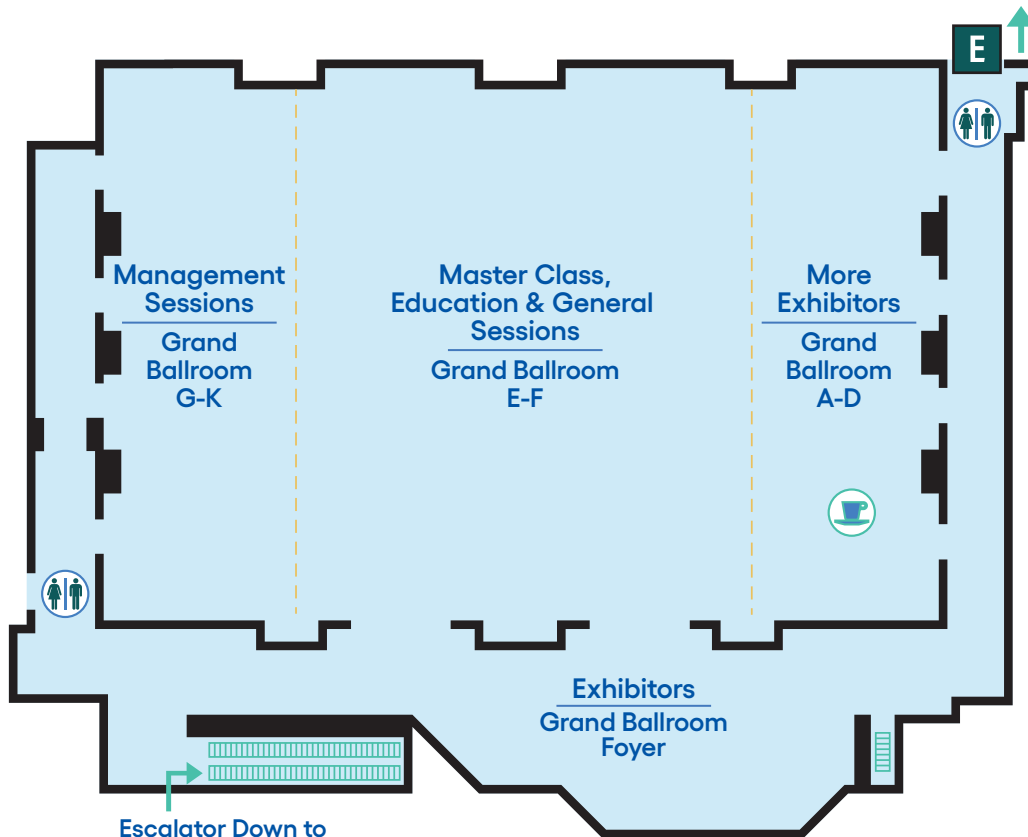 E
Management
Sessions
Grand
Ballroom
G-K
Master Class,
Education & General
Sessions
Grand Ballroom
E-F
More
Exhibitors
Grand
Ballroom
A-D
Exhibitors
Grand Ballroom
Foyer
Escalator Down to